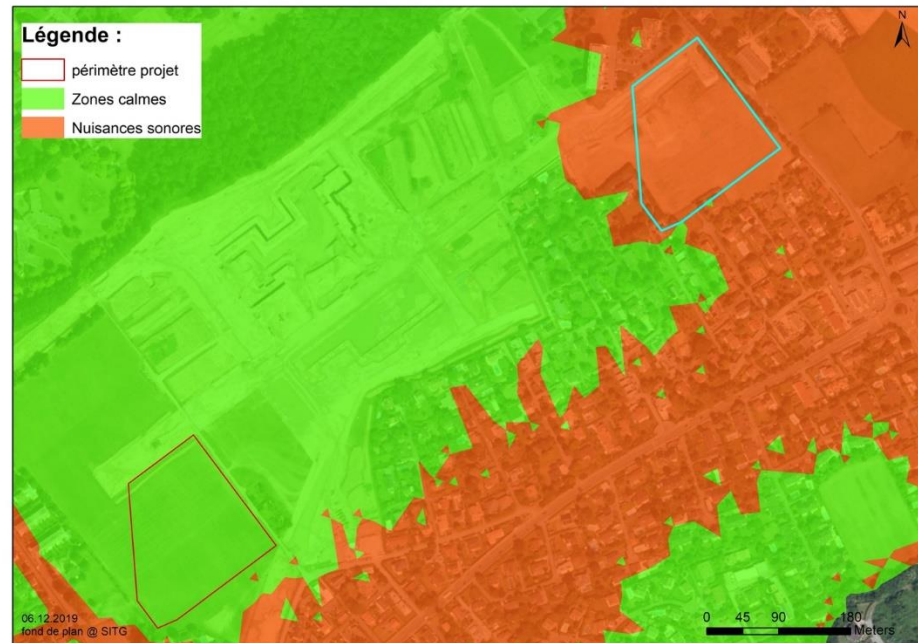 Légende :
périmètre projet
Zones calmes
Nuisances sonores
N
06.12.2019
fond de plan @ SITG
0 45 90 180
Meters